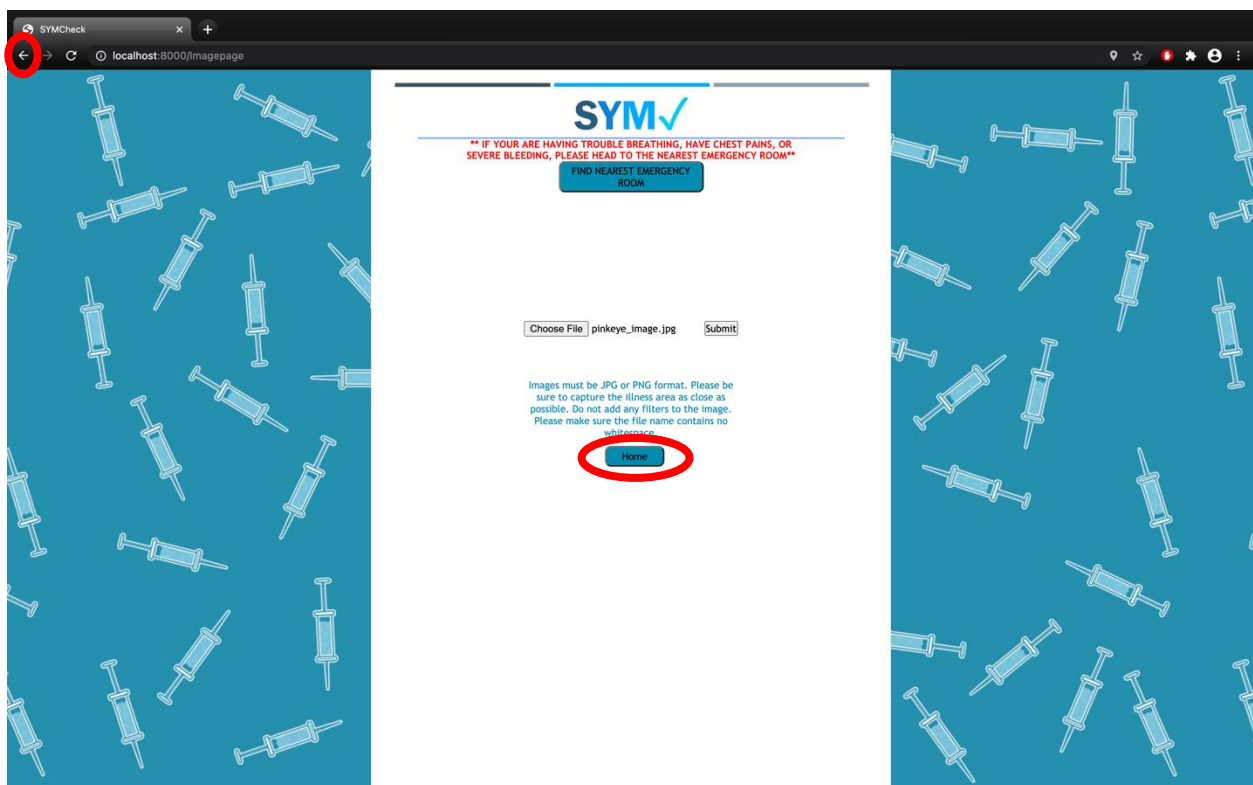 SYMCheck
localhost:8000/Imagepage
SYM✓
** IF YOUR ARE HAVING TROUBLE BREATHING, HAVE CHEST PAINS, OR
SEVERE BLEEDING, PLEASE HEAD TO THE NEAREST EMERGENCY ROOM**
FIND NEAREST EMERGENCY
ROOM
Choose File pinkeye_image.jpg Submit
Images must be JPG or PNG format. Please be
sure to capture the illness area as close as
possible. Do not add any filters to the image.
Please make sure the file name contains no
whitespace
Home